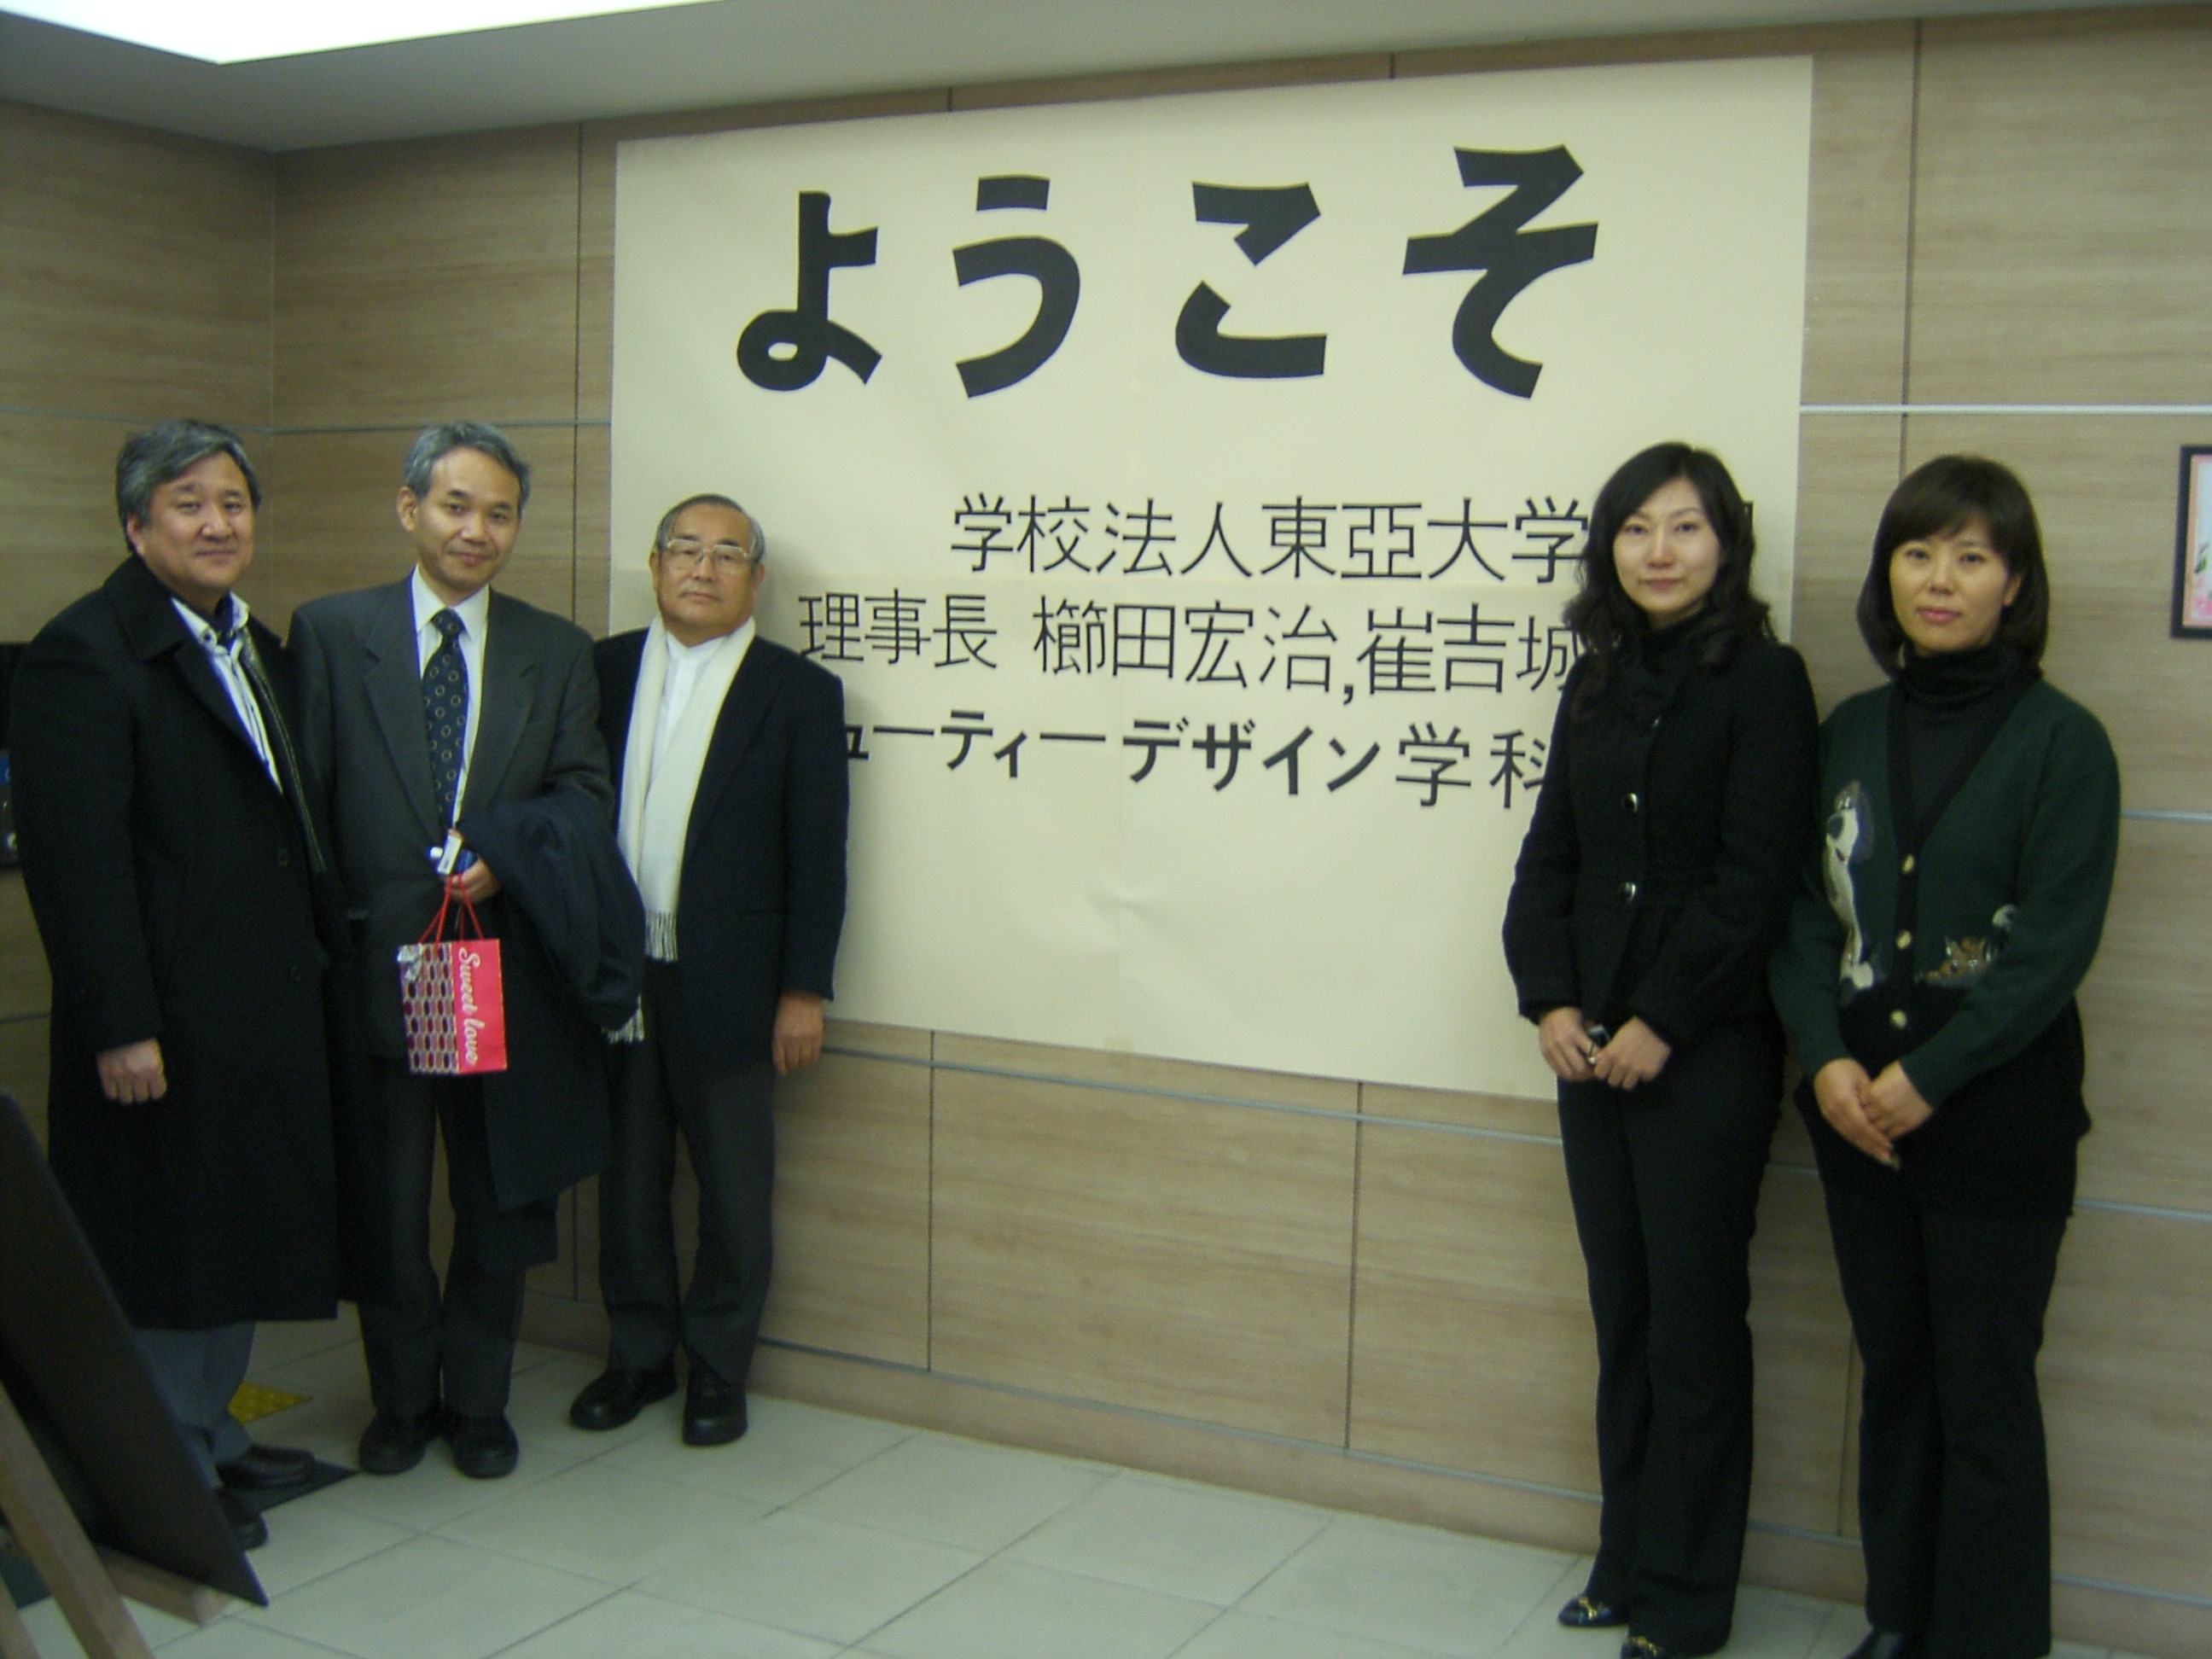 ようこそ
学校法人東亞大学
理事長 櫛田宏治,崔吉城
ューティーデザイン学科
Sweet love